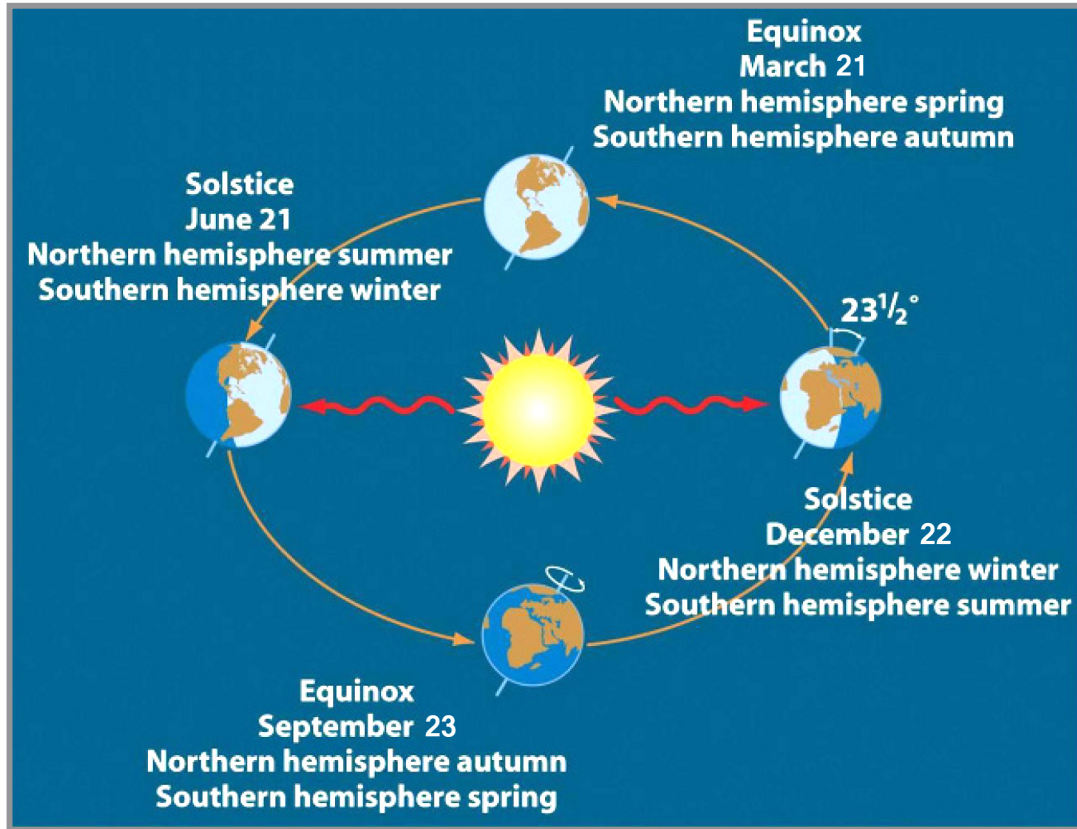 Equinox
March 21
Northern hemisphere spring
Southern hemisphere autumn
Solstice
June 21
Northern hemisphere summer
Southern hemisphere winter
23½°
Solstice
December 22
Northern hemisphere winter
Southern hemisphere summer
Equinox
September 23
Northern hemisphere autumn
Southern hemisphere spring